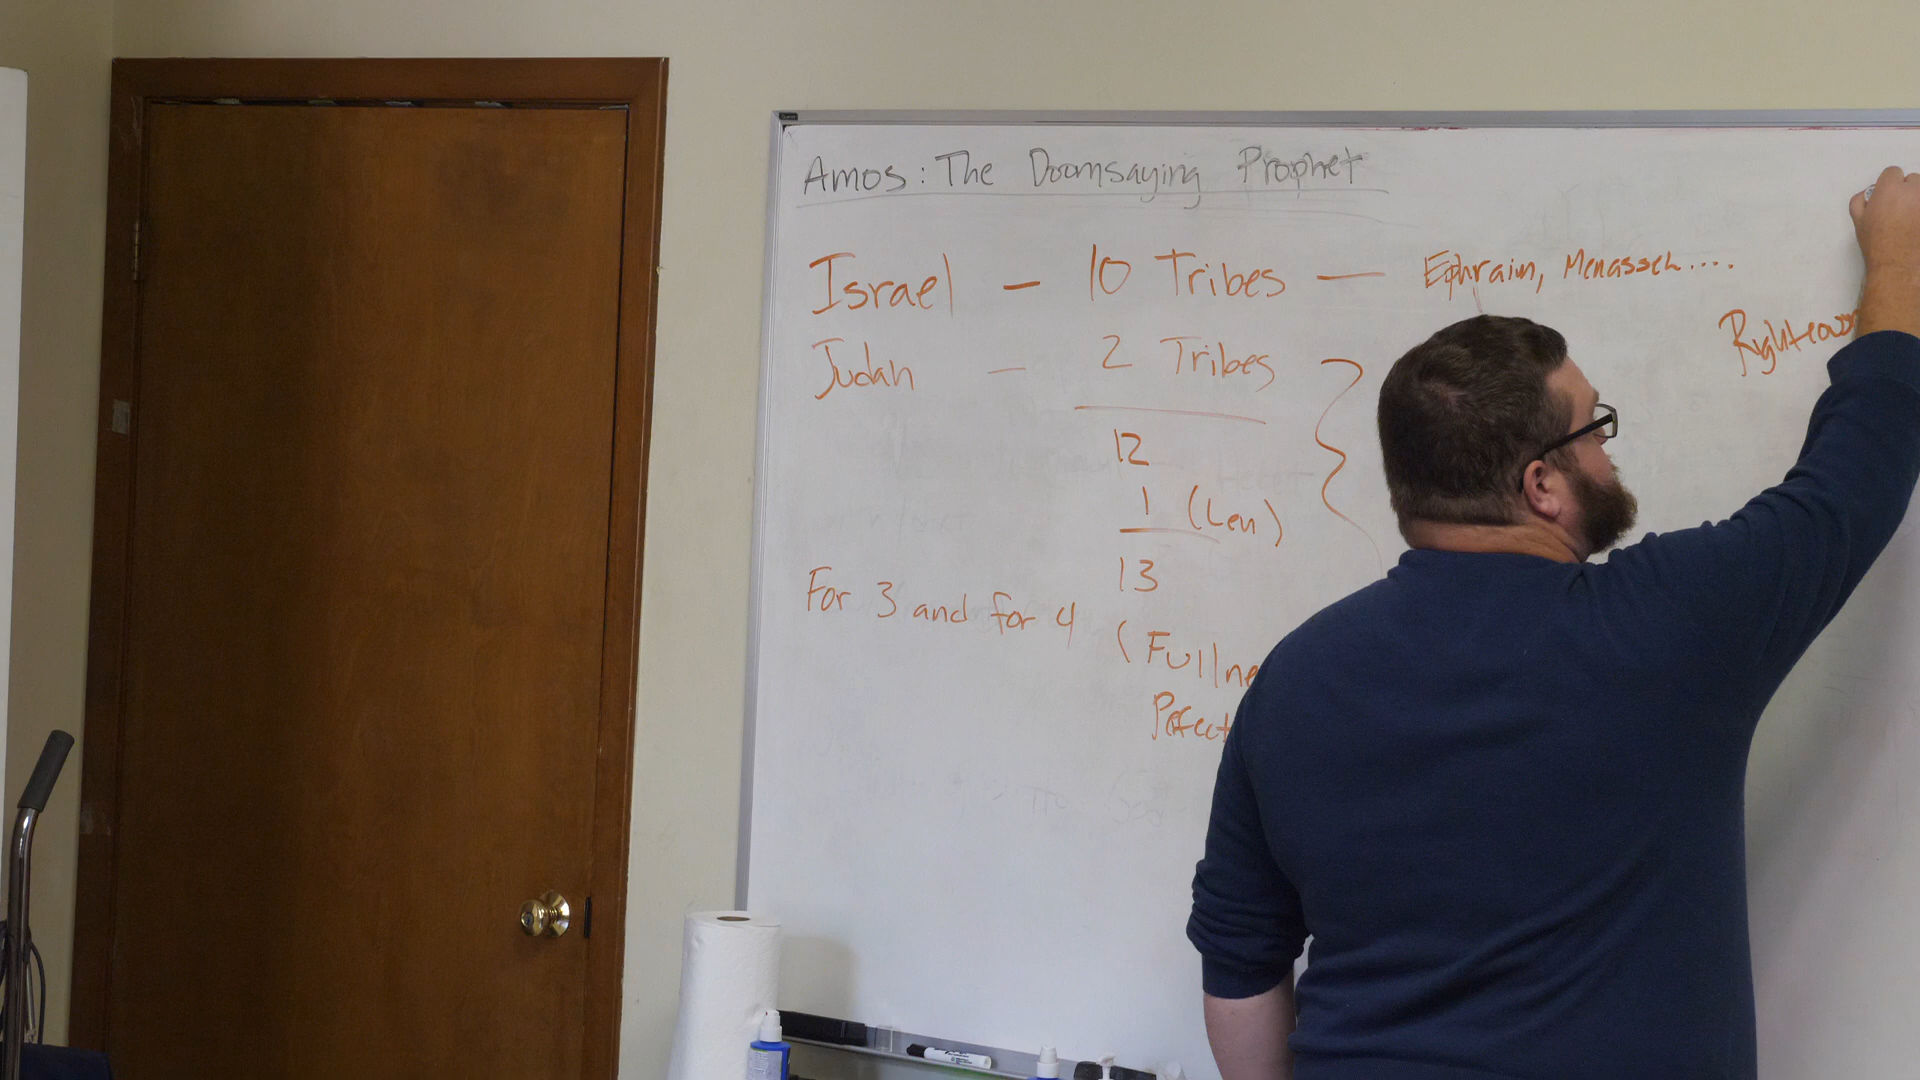 Amos: The Doomsaying Prophet
Israel — 10 Tribes — Ephraim, Menasseh....
Judah — 2 Tribes
Righteous
12
1 (Levi)
13
For 3 and for 4
(Fullne
Pefect